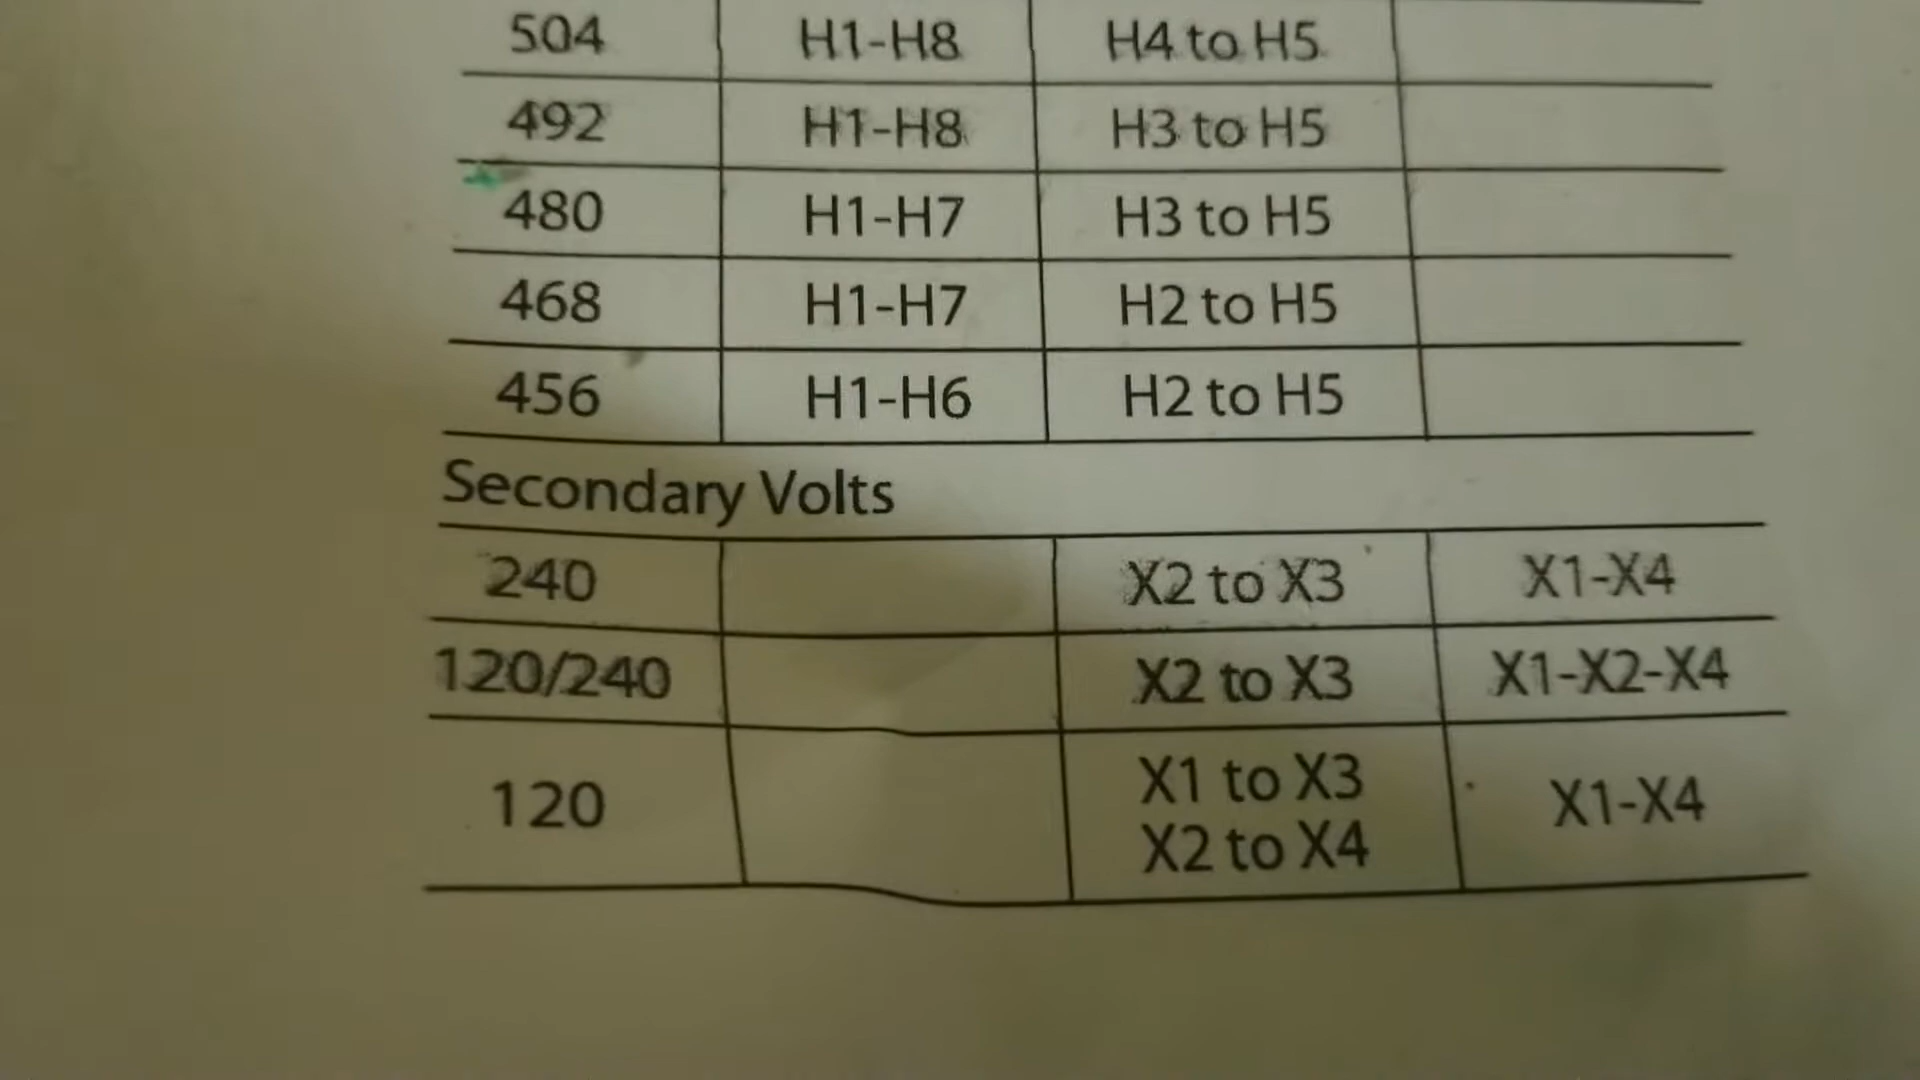 504 H1-H8 H4 to H5
492 H1-H8 H3 to H5
480 H1-H7 H3 to H5
468 H1-H7 H2 to H5
456 H1-H6 H2 to H5
Secondary Volts
240 X2 to X3 X1-X4
120/240 X2 to X3 X1-X2-X4
120 X1 to X3 X1-X4
X2 to X4